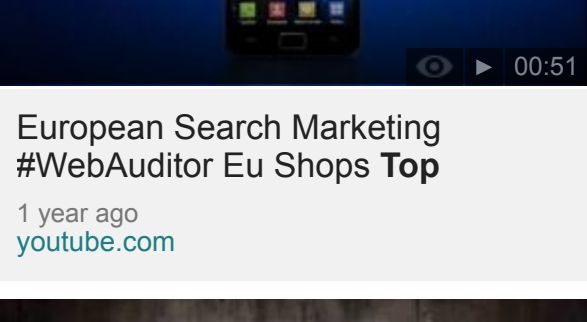 00:51
European Search Marketing
#WebAuditor Eu Shops Top
1 year ago
youtube.com